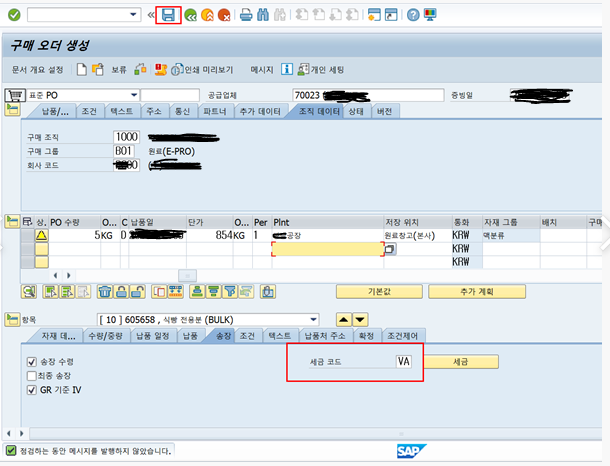 구매 오더 생성
문서 개요 설정 보류 인쇄 미리보기 메시지 개인 세팅
표준 PO 공급업체 70023 증빙일
납품/... 조건 텍스트 주소 통신 파트너 추가 데이터 조직 데이터 상태 버전
구매 조직 1000
구매 그룹 B01 원료(E-PRO)
회사 코드
상. PO 수량 O... C 납품일 단가 O... Per Plnt 저장 위치 통화 자재 그룹 배치 구매
5 KG D 854 KG 1 공장 원료창고(본사) KRW 맥분류
KRW
KRW
기본값 추가 계획
항목 [ 10 ] 605658 , 식빵 전용분 (BULK)
자재 데... 수량/중량 납품 일정 납품 송장 조건 텍스트 납품처 주소 확정 조건제어
송장 수령 세금 코드 VA 세금
최종 송장
GR 기준 IV
점검하는 동안 메시지를 발행하지 않았습니다. SAP